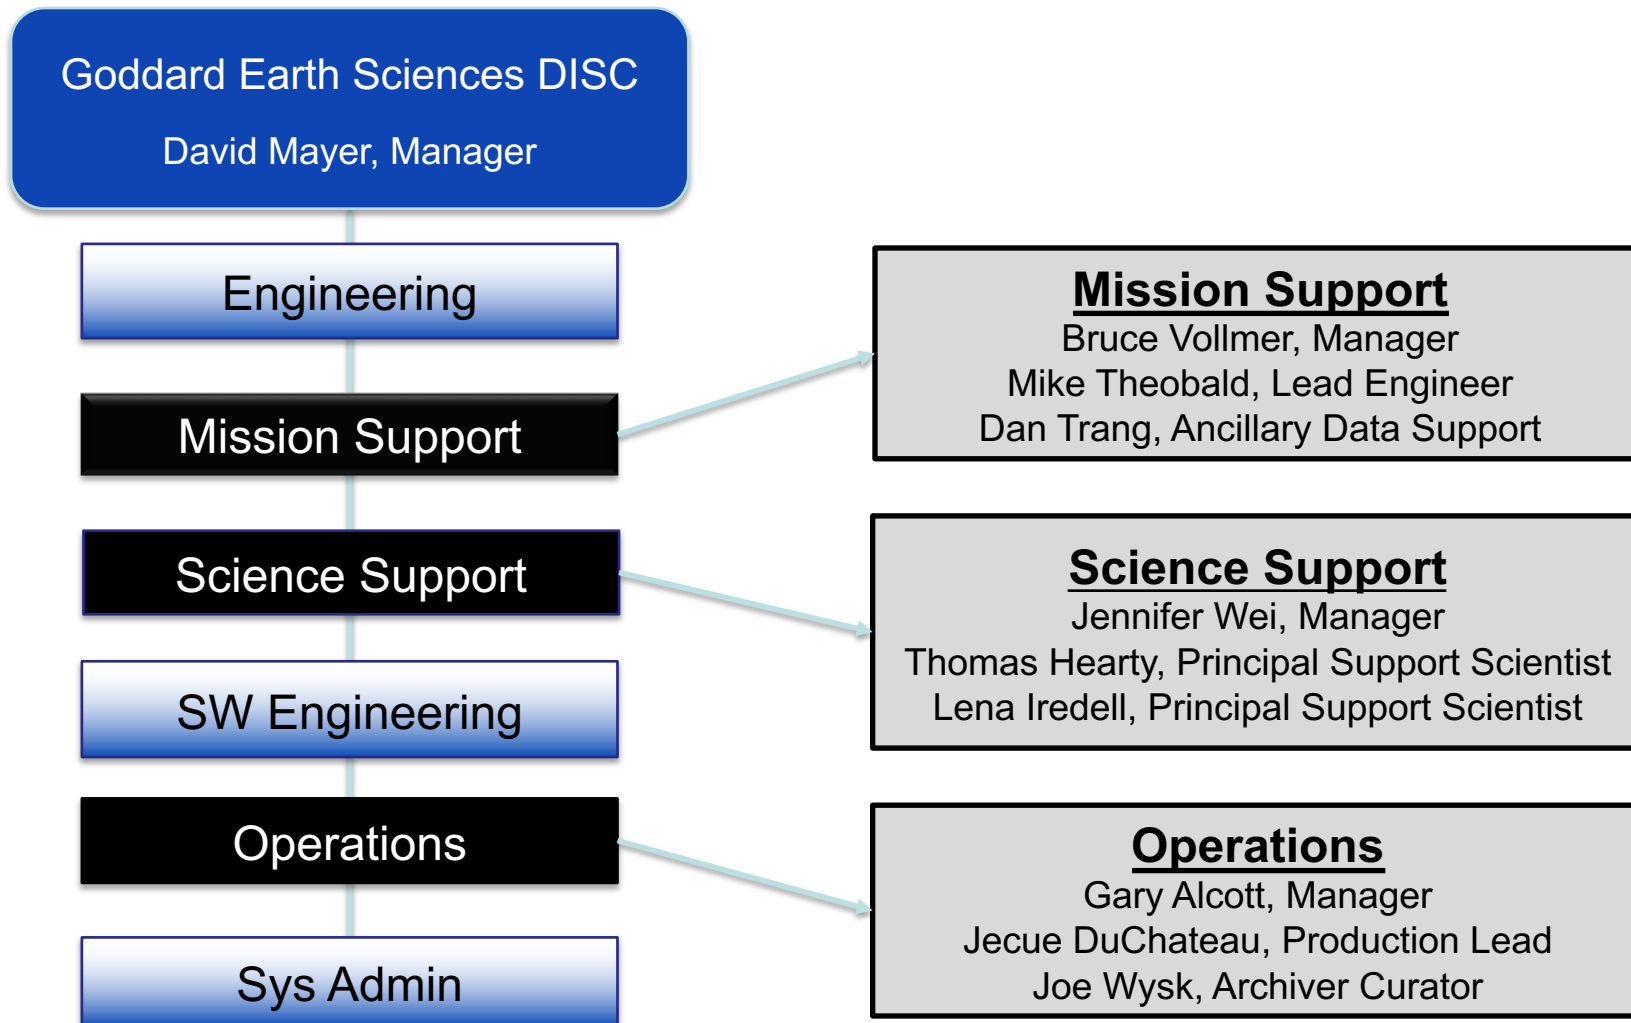 Goddard Earth Sciences DISC
David Mayer, Manager
Engineering
Mission Support
Science Support
SW Engineering
Operations
Sys Admin
Mission Support
Bruce Vollmer, Manager
Mike Theobald, Lead Engineer
Dan Trang, Ancillary Data Support
Science Support
Jennifer Wei, Manager
Thomas Hearty, Principal Support Scientist
Lena Iredell, Principal Support Scientist
Operations
Gary Alcott, Manager
Jecue DuChateau, Production Lead
Joe Wysk, Archiver Curator